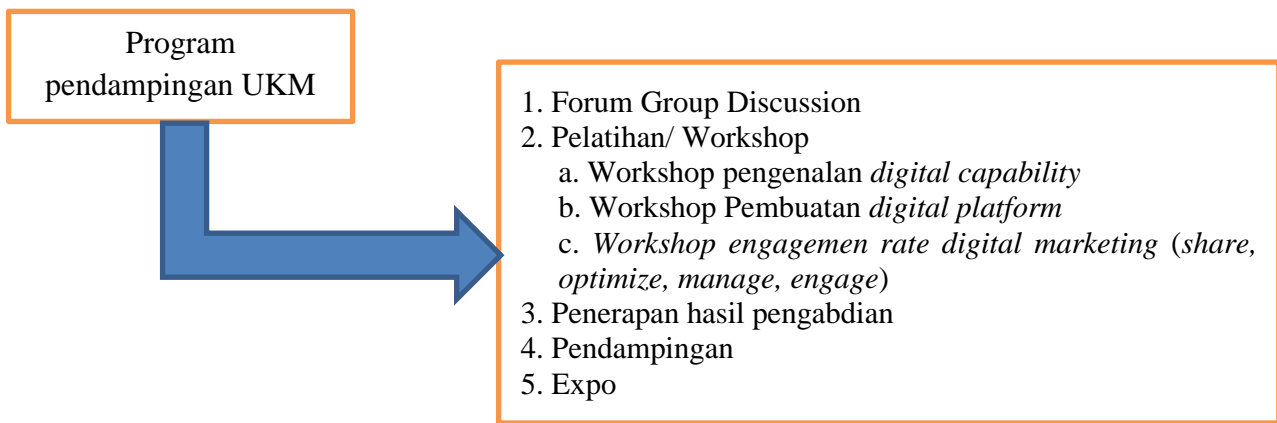 Program
pendampingan UKM
1. Forum Group Discussion
2. Pelatihan/ Workshop
a. Workshop pengenalan digital capability
b. Workshop Pembuatan digital platform
c. Workshop engagemen rate digital marketing (share,
optimize, manage, engage)
3. Penerapan hasil pengabdian
4. Pendampingan
5. Expo